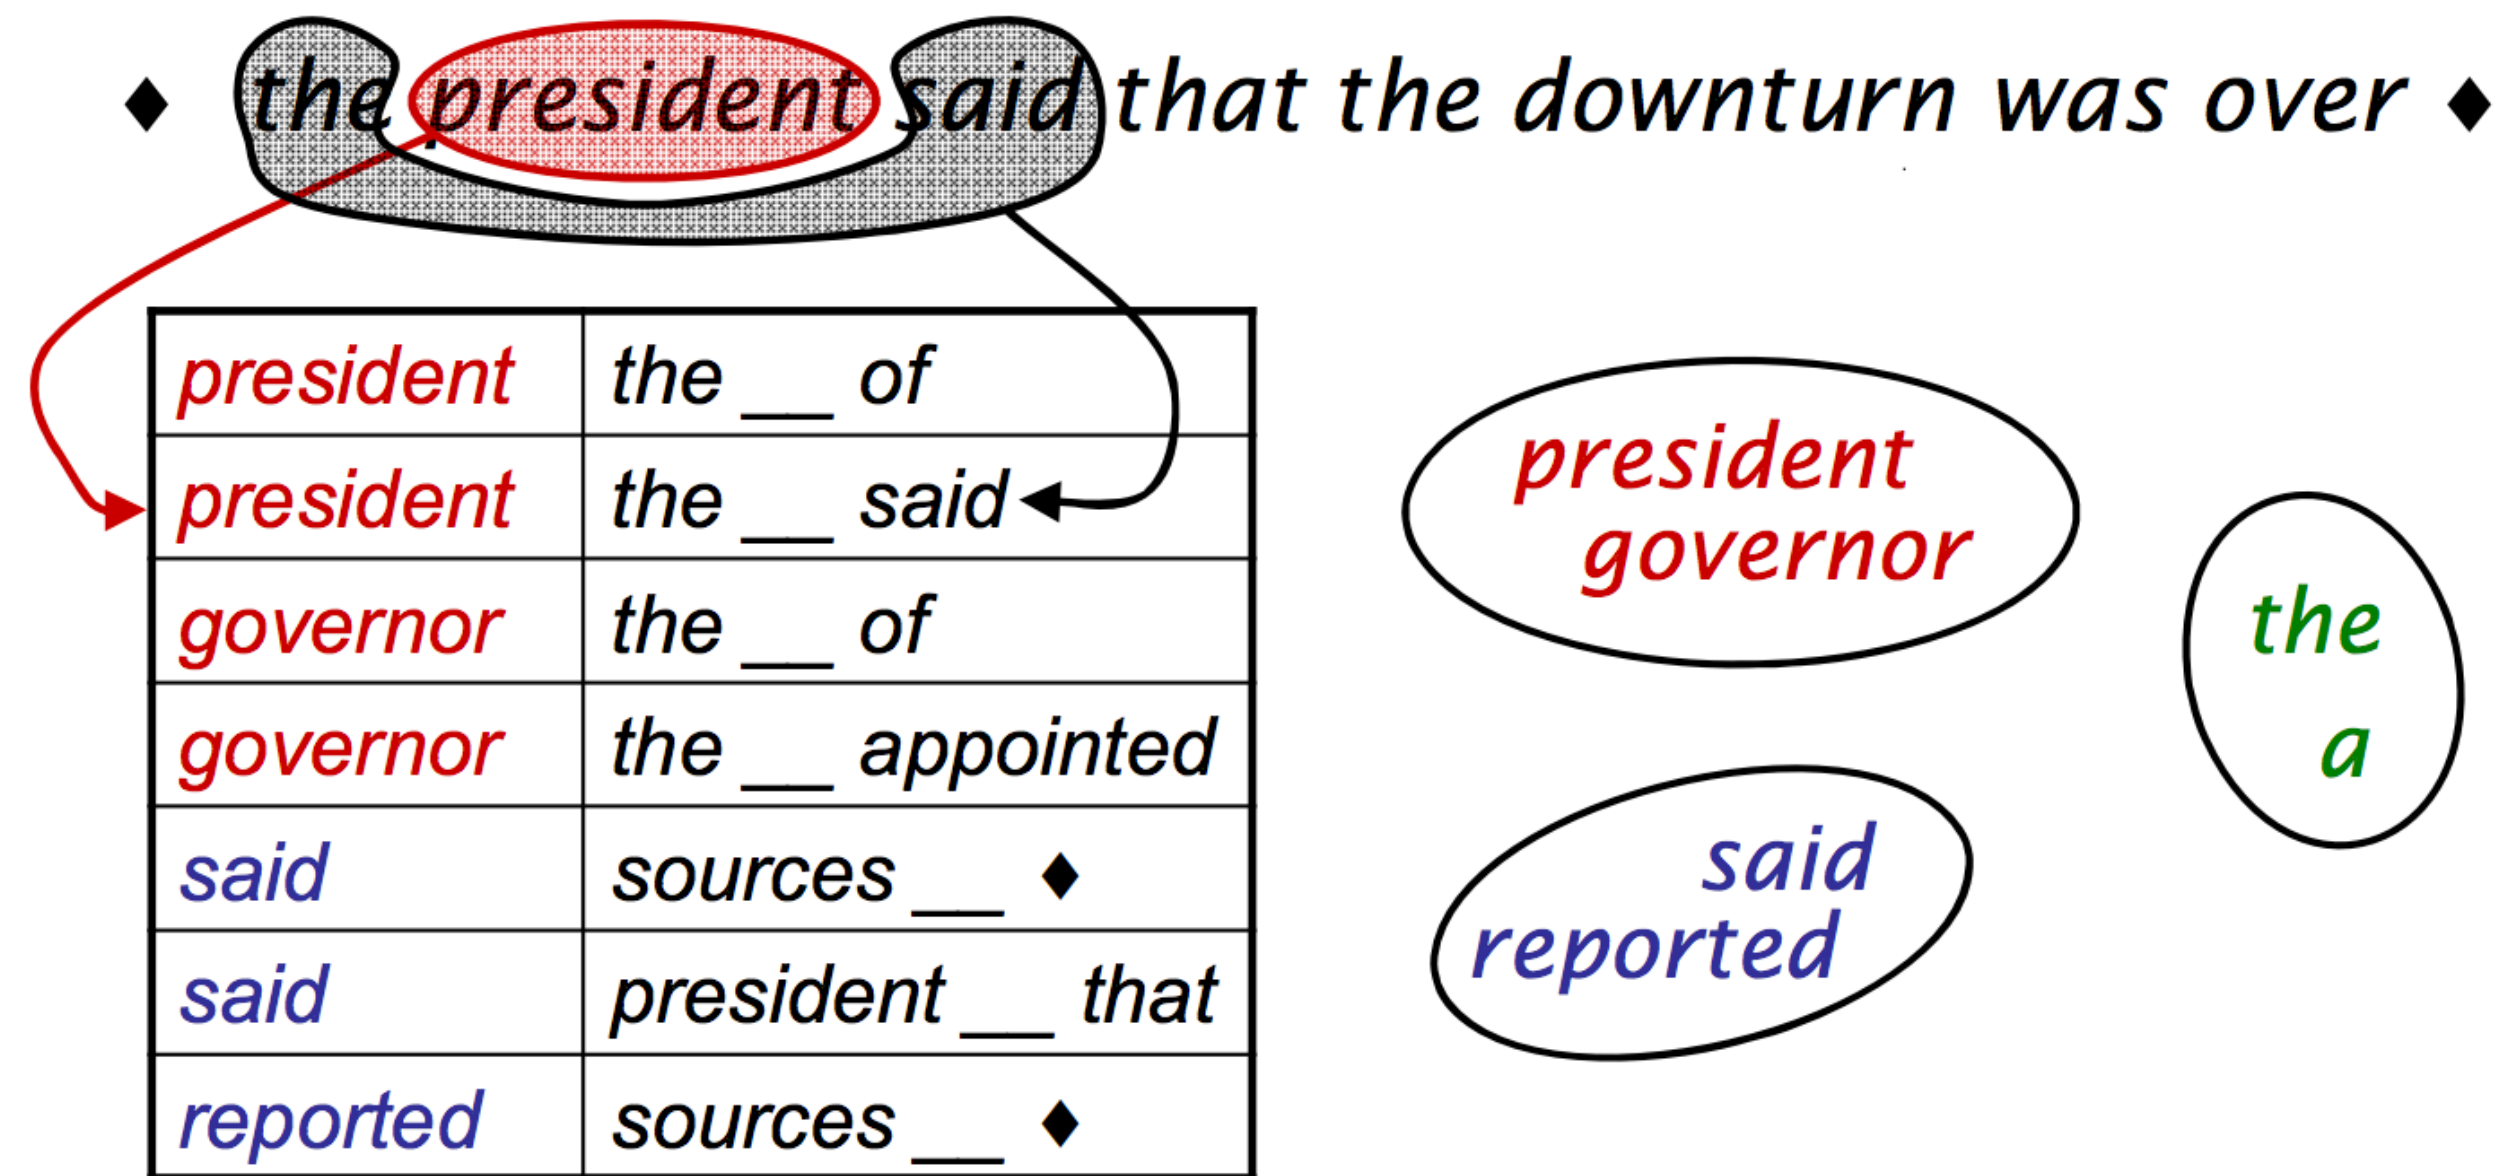 ♦ the president said that the downturn was over ♦
president the __ of
president the __ said
governor the __ of
governor the __ appointed
said sources __ ♦
said president __ that
reported sources __ ♦
president
governor
the
a
said
reported